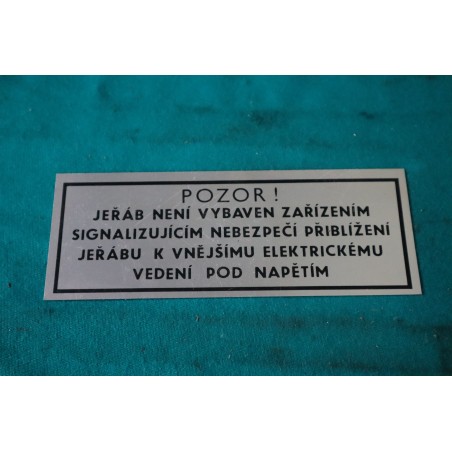 POZOR!
JEŘÁB NENÍ VYBAVEN ZAŘÍZENÍM
SIGNALIZUJÍCÍM NEBEZPEČÍ PŘIBLÍŽENÍ
JEŘÁBU K VNĚJŠÍMU ELEKTRICKÉMU
VEDENÍ POD NAPĚTÍM